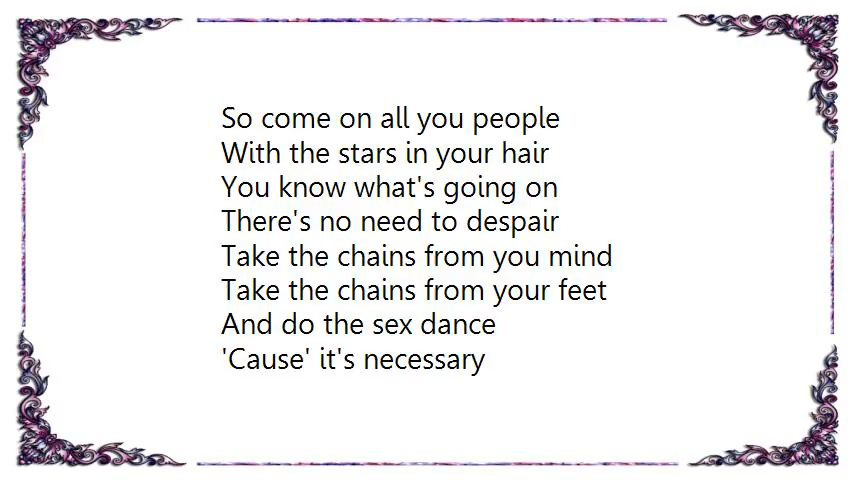 So come on all you people
With the stars in your hair
You know what's going on
There's no need to despair
Take the chains from you mind
Take the chains from your feet
And do the sex dance
'Cause' it's necessary